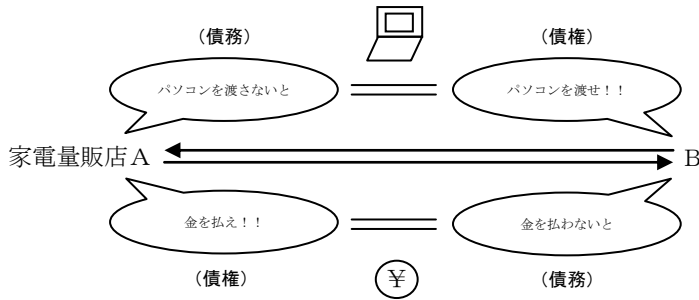 （債務）
（債権）
パソコンを渡さないと
パソコンを渡せ！！
家電量販店A
B
金を払え！！
金を払わないと
（債権）
¥
（債務）